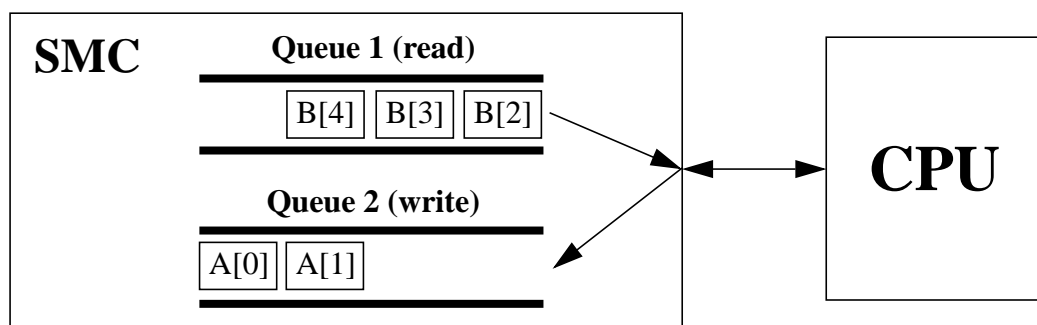 SMC
Queue 1 (read)
B[4] B[3] B[2]
CPU
Queue 2 (write)
A[0] A[1]